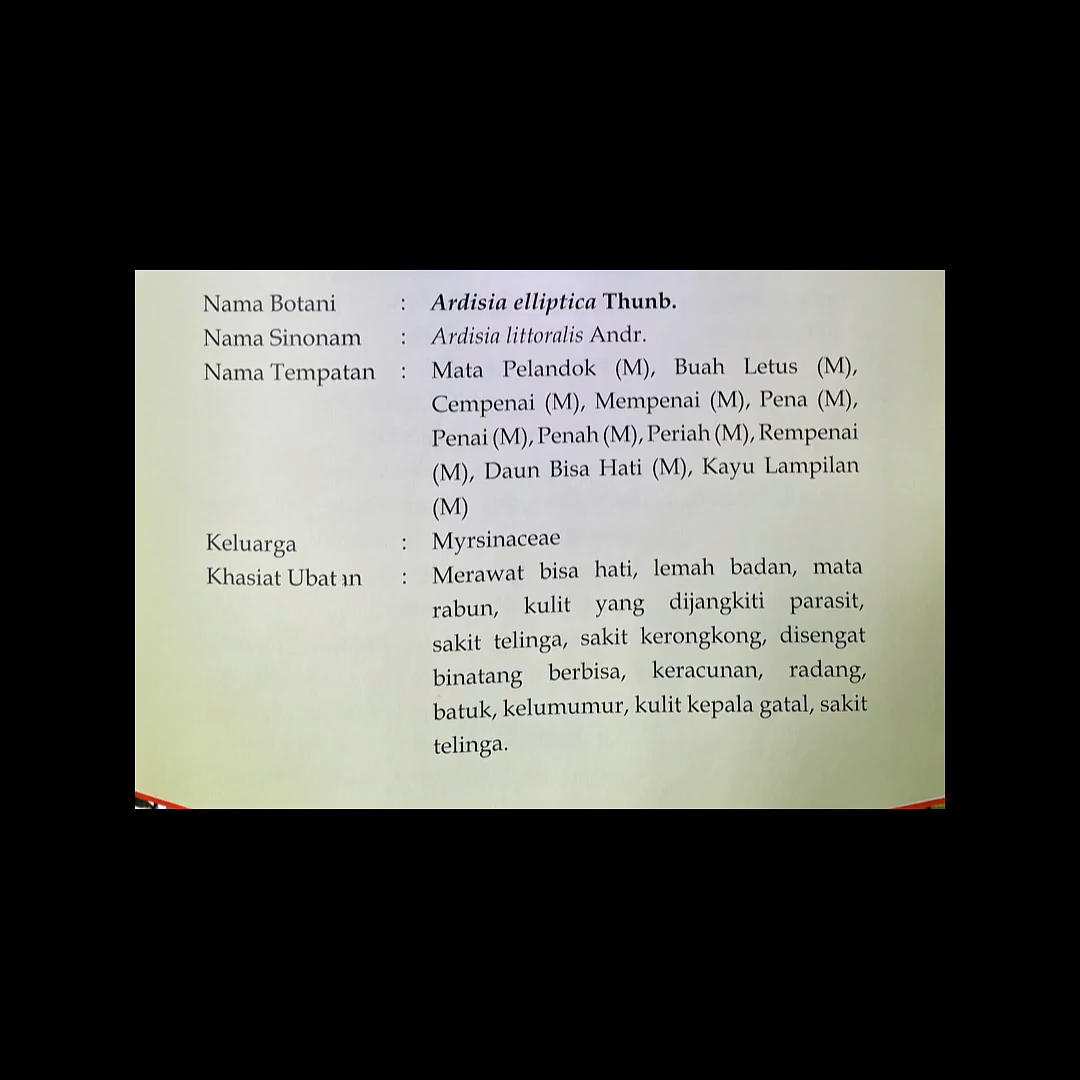 Nama Botani : Ardisia elliptica Thunb.
Nama Sinonam : Ardisia littoralis Andr.
Nama Tempatan : Mata Pelandok (M), Buah Letus (M),
Cempenai (M), Mempenai (M), Pena (M),
Penai (M), Penah (M), Periah (M), Rempenai
(M), Daun Bisa Hati (M), Kayu Lampilan
(M)
Keluarga : Myrsinaceae
Khasiat Ubatan : Merawat bisa hati, lemah badan, mata
rabun, kulit yang dijangkiti parasit,
sakit telinga, sakit kerongkong, disengat
binatang berbisa, keracunan, radang,
batuk, kelumumur, kulit kepala gatal, sakit
telinga.